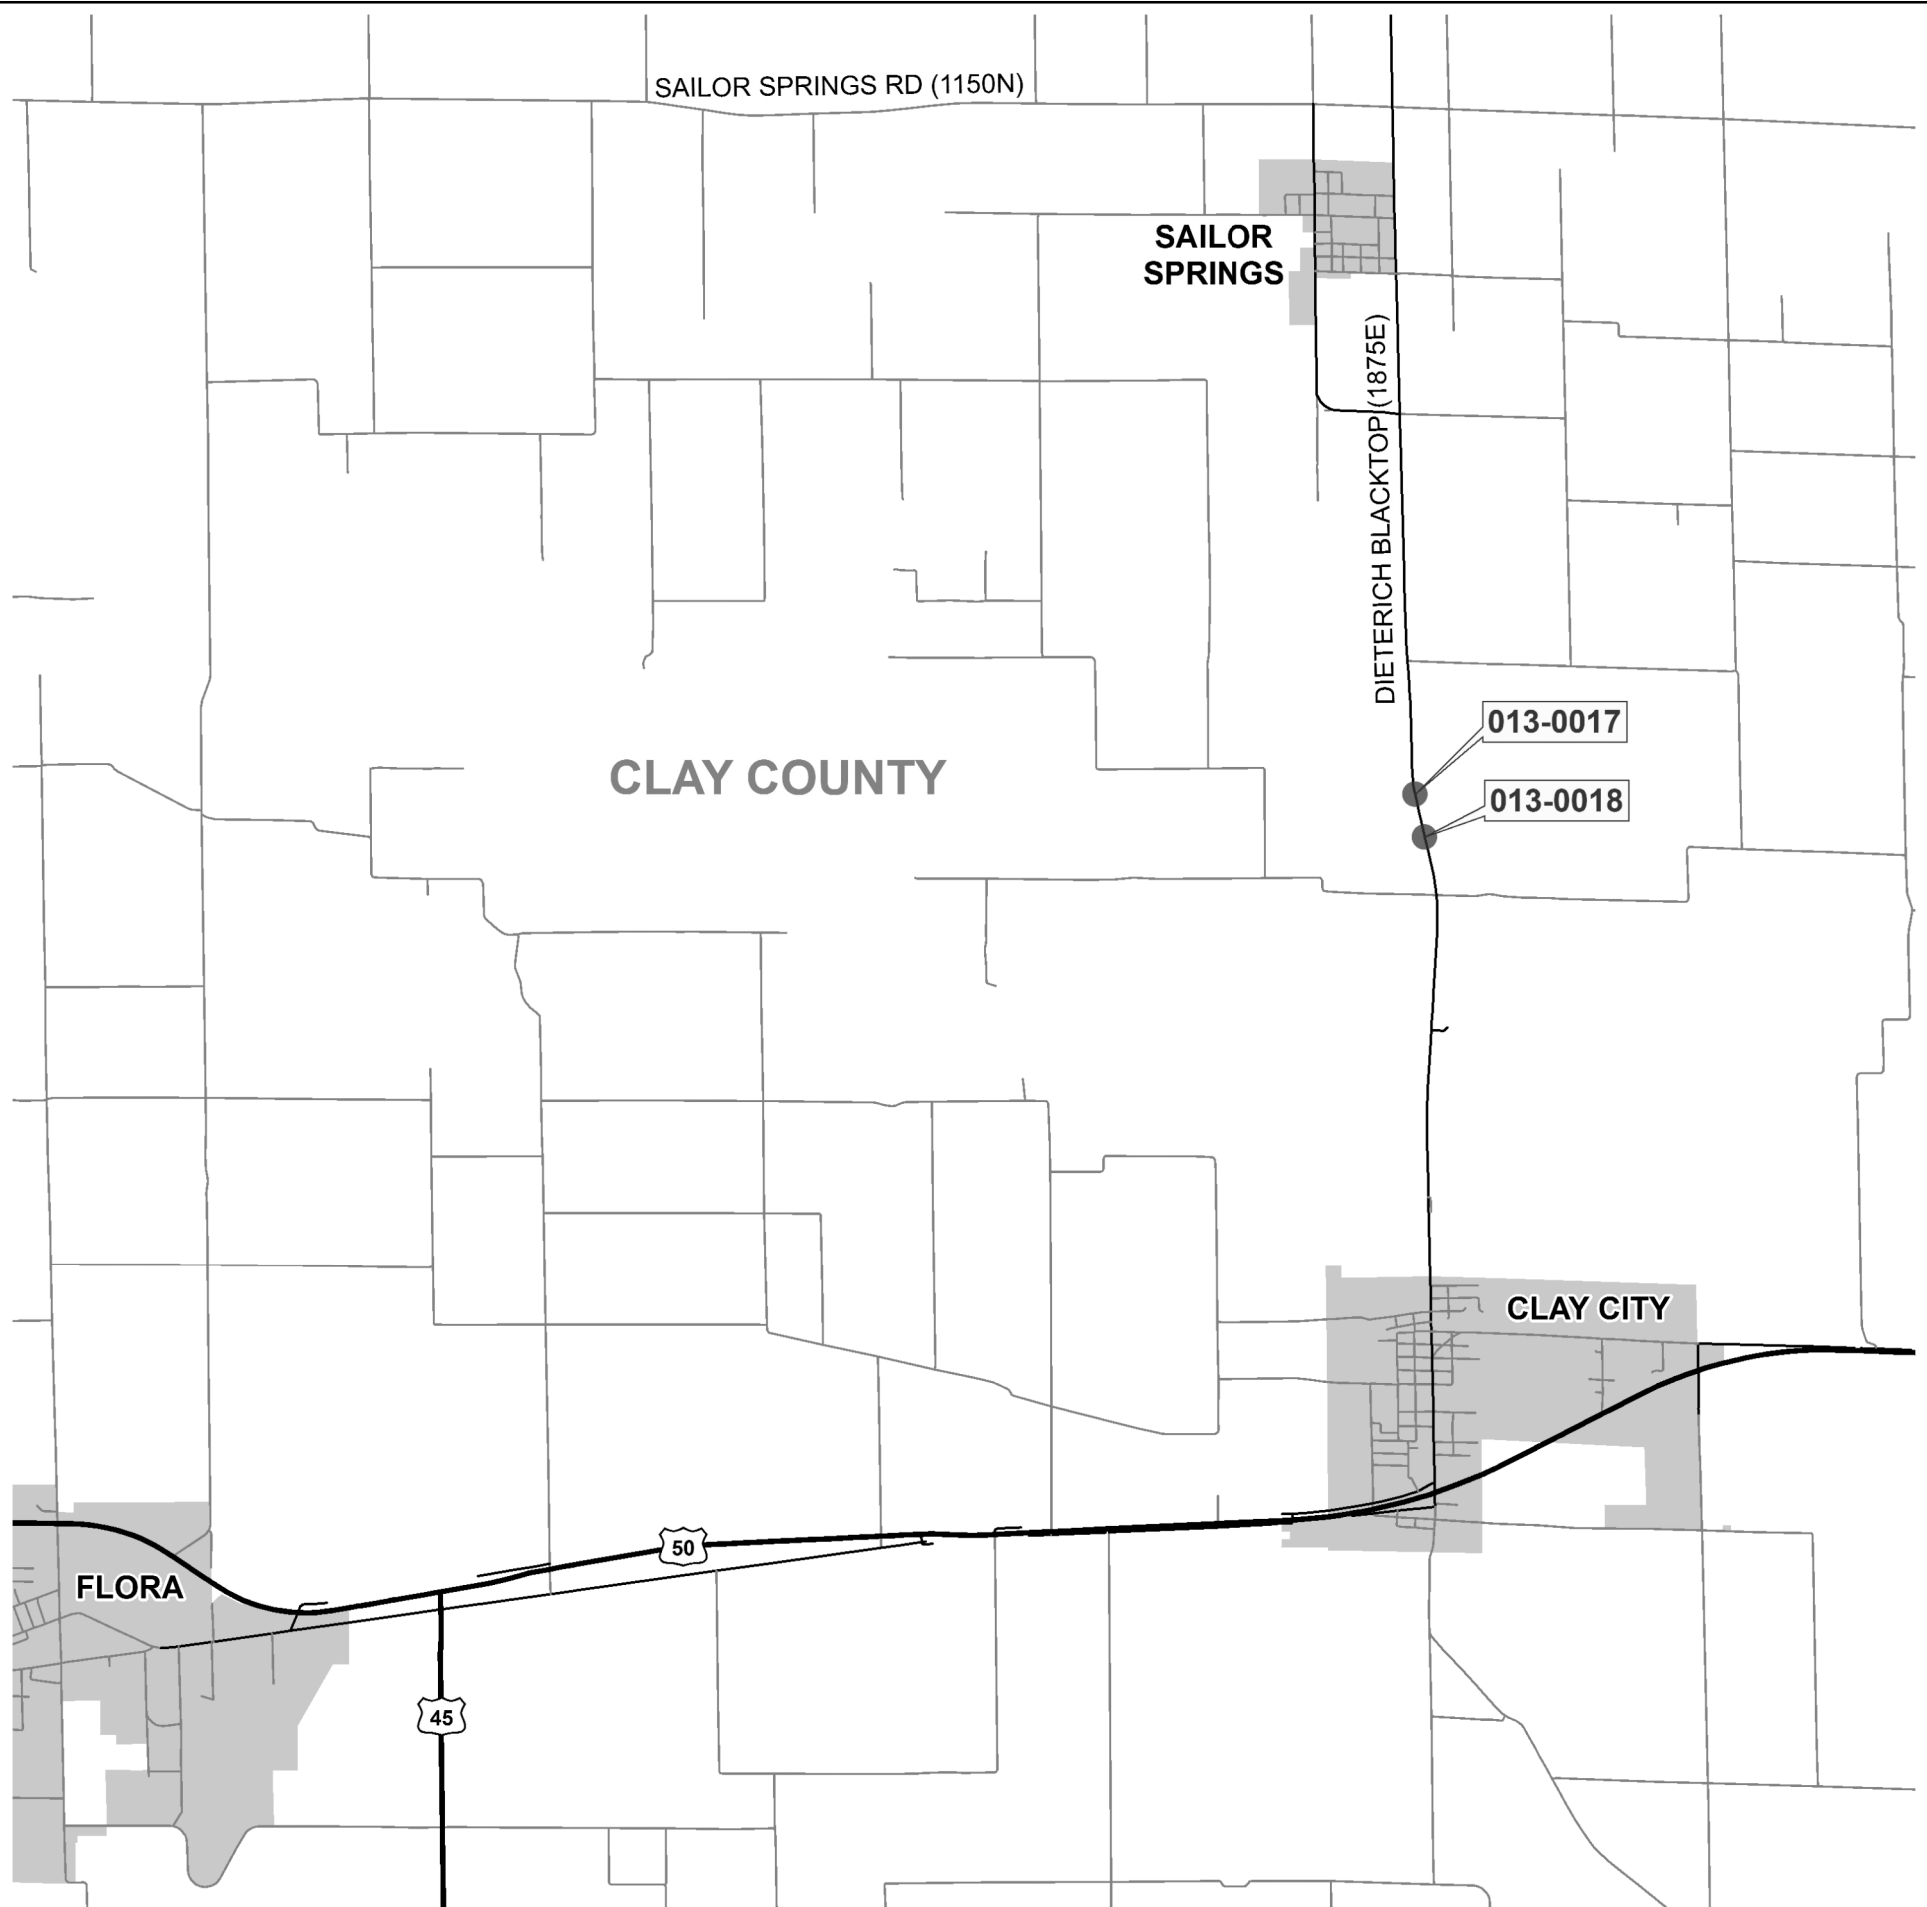 SAILOR SPRINGS RD (1150N)
SAILOR
SPRINGS
DIETERICH BLACKTOP (1875E)
013-0017
CLAY COUNTY
013-0018
CLAY CITY
50
FLORA
45